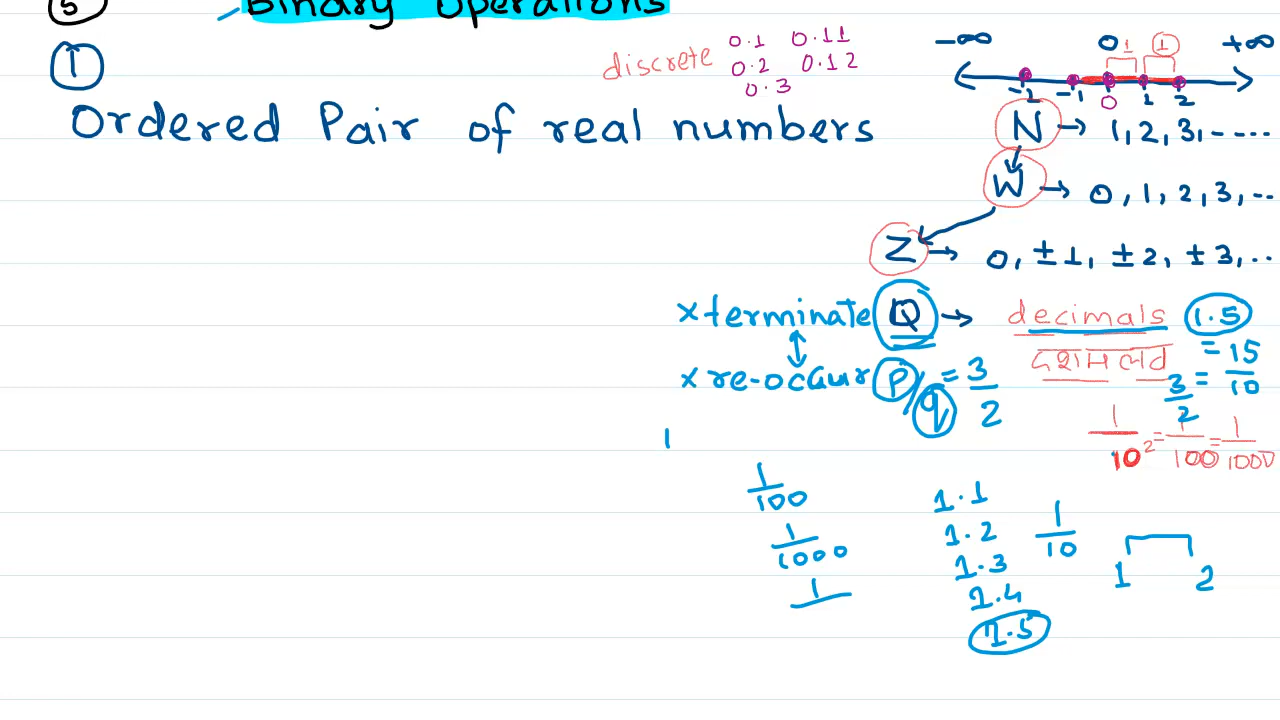 5 Binary Operations
1
discrete 0.1 0.11
0.2 0.12
0.3
-∞ 0 1 1 +∞
-2 -1 0 1 2
Ordered Pair of real numbers
N → 1, 2, 3, -----
W → 0, 1, 2, 3, ..
Z → 0, ±1, ±2, ±3, ..
x terminate Q → decimals 1.5
दशमलव = 15/10
x re-occur p/q = 3/2
3/2 =
1/10² = 1/100 = 1/1000
1
1/100
1/1000
1
1.1
1.2
1.3
1.4
1.5
1/10
1 2